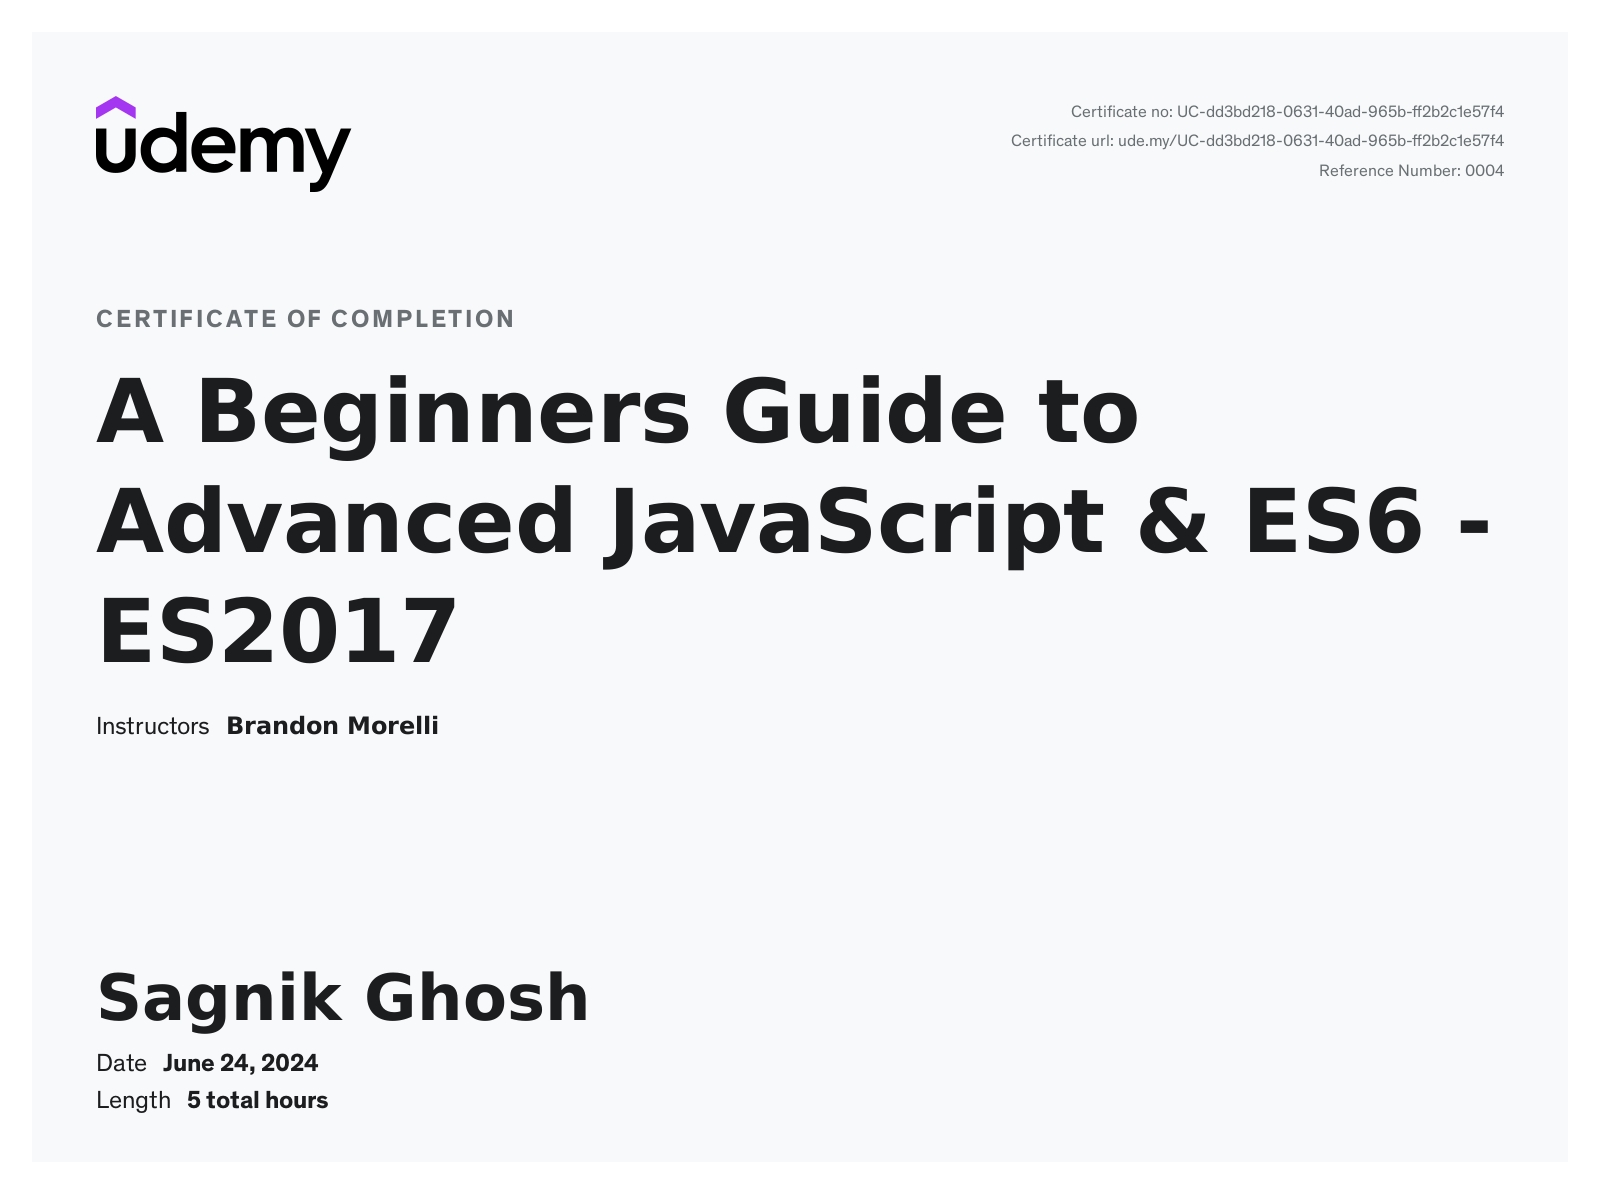 udemy
Certificate no: UC-dd3bd218-0631-40ad-965b-ff2b2c1e57f4
Certificate url: ude.my/UC-dd3bd218-0631-40ad-965b-ff2b2c1e57f4
Reference Number: 0004
CERTIFICATE OF COMPLETION
A Beginners Guide to
Advanced JavaScript & ES6 -
ES2017
Instructors Brandon Morelli
Sagnik Ghosh
Date June 24, 2024
Length 5 total hours